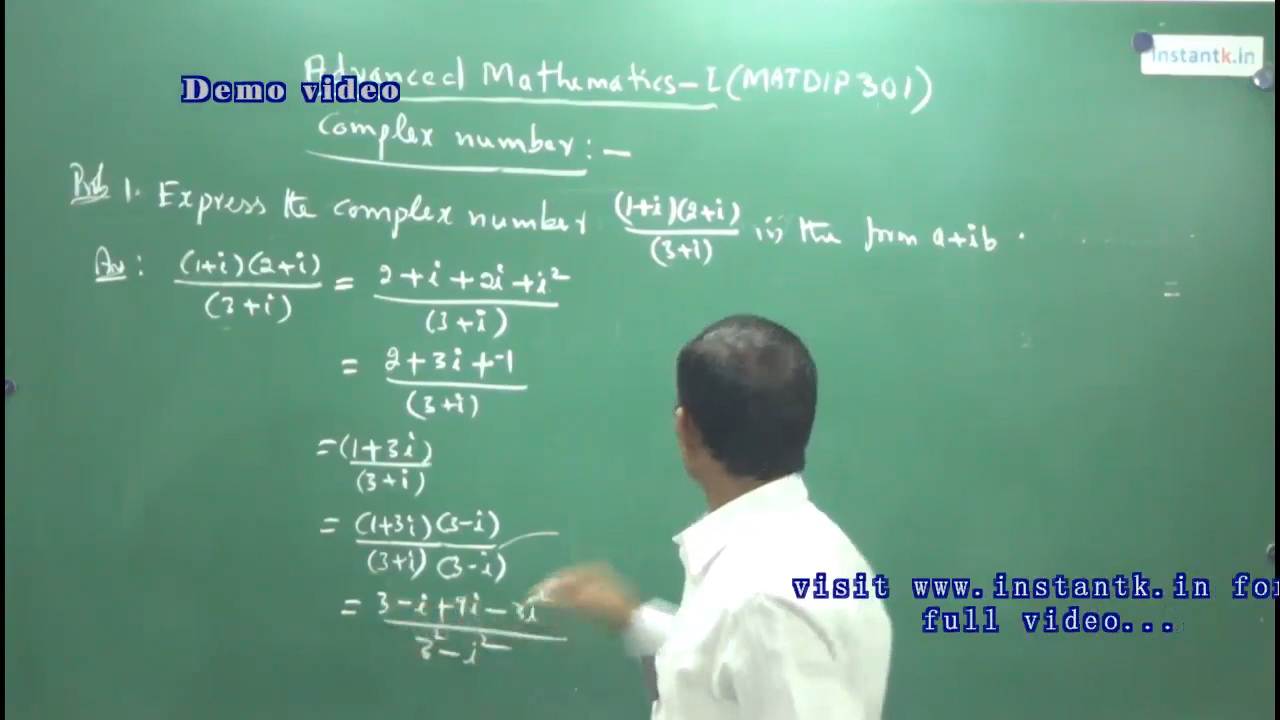 instantk.in
Advanced Mathematics-I (MATDIP301)
Demo video
Complex number:-
Prob 1. Express the complex number (1+i)(2+i)/(3+i) in the form a+ib.
Ans: (1+i)(2+i)/(3+i) = 2+i+2i+i²/(3+i)
=
= 2+3i+-1/(3+i)
=(1+3i)/(3+i)
= (1+3i)(3-i)/(3+i)(3-i)
= 3-i+9i-3i²/3²-i²
visit www.instantk.in for
full video...